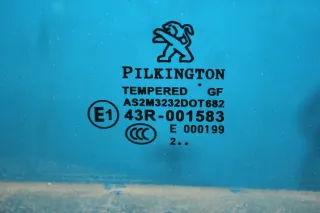 PILKINGTON
TEMPERED GF
AS2M3232DOT682
E1 43R-001583
CCC E 000199
2..